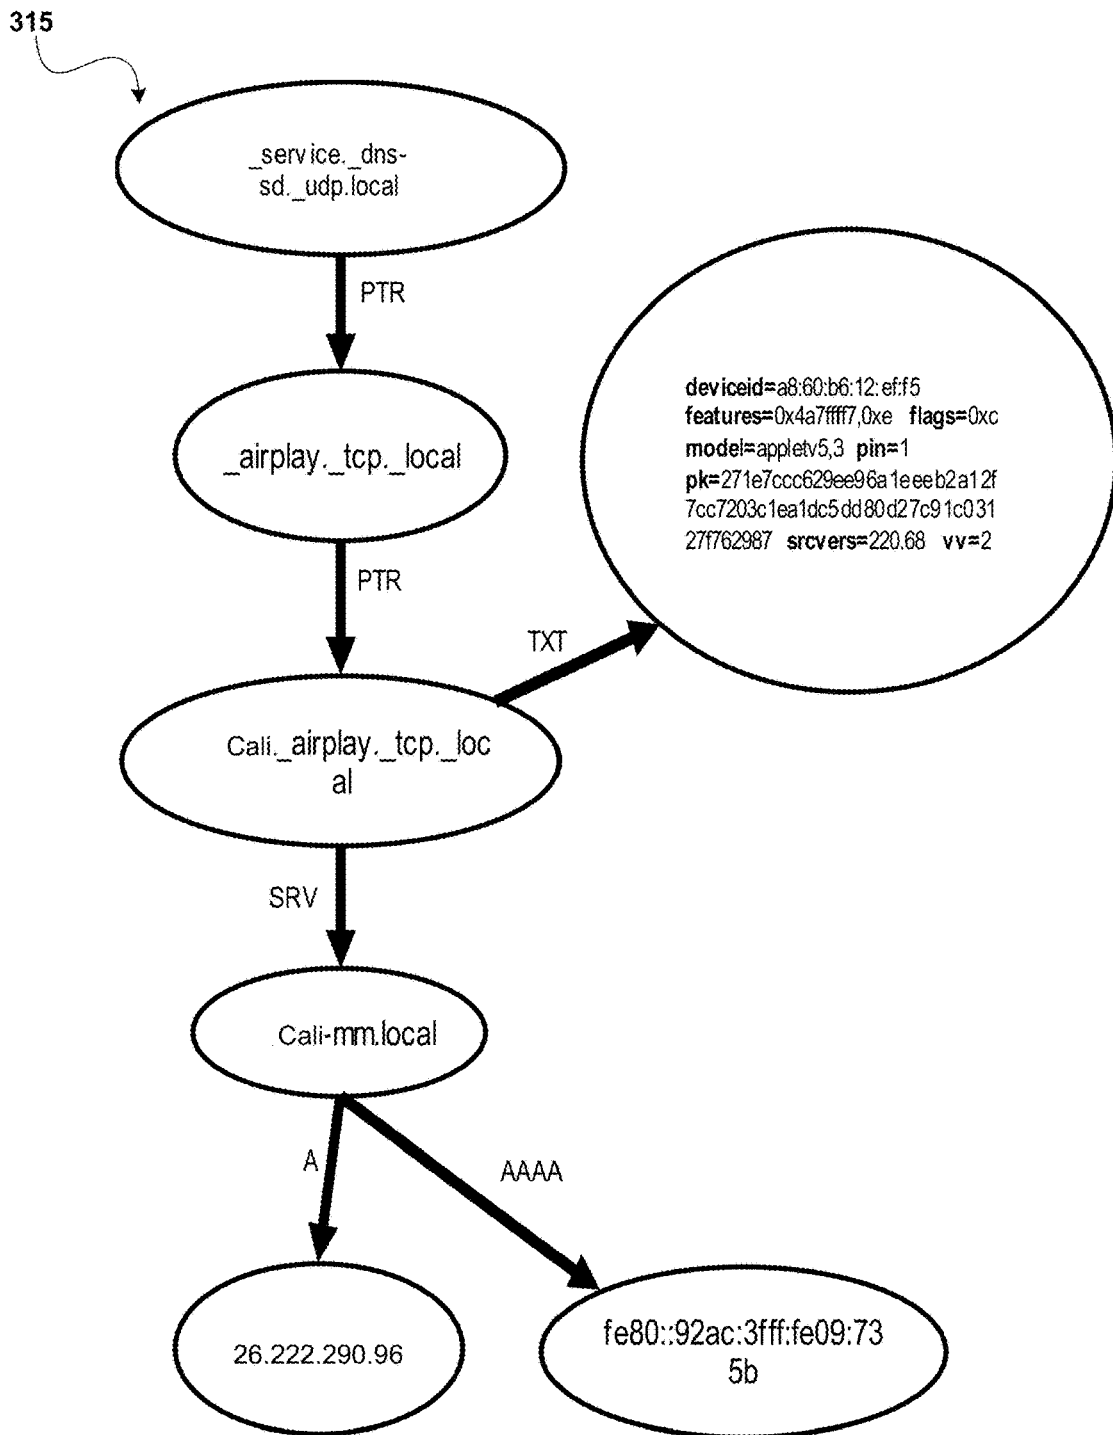 315
_service._dns-
sd._udp.local
PTR
_airplay._tcp._local
PTR
deviceid=a8:60:b6:12:ef:f5
features=0x4a7ffff7,0xe flags=0xc
model=appletv5,3 pin=1
pk=271e7ccc629ee96a1eeeb2a12f
7cc7203c1ea1dc5dd80d27c91c031
27f762987 srcvers=220.68 vv=2
TXT
Cali._airplay._tcp._loc
al
SRV
Cali-mm.local
A
AAAA
26.222.290.96
fe80::92ac:3fff:fe09:73
5b